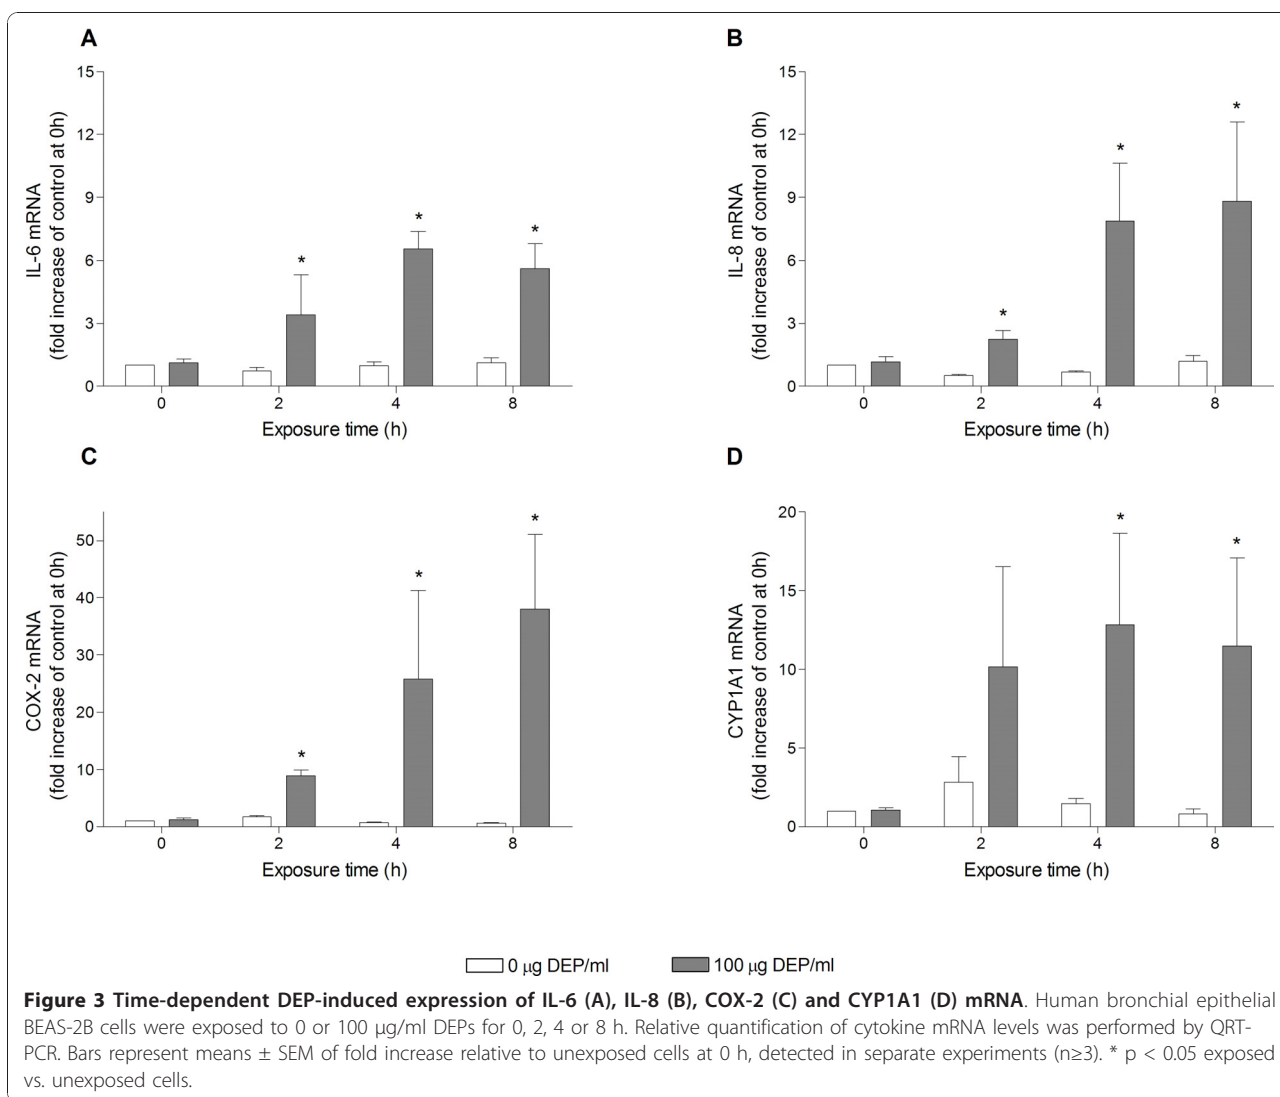 A
15
12
9
6
3
0
IL-6 mRNA
(fold increase of control at 0h)
*
*
*
0 2 4 8
Exposure time (h)
B
15
12
9
6
3
0
IL-8 mRNA
(fold increase of control at 0h)
*
*
*
0 2 4 8
Exposure time (h)
C
50
40
30
20
10
0
COX-2 mRNA
(fold increase of control at 0h)
*
*
*
0 2 4 8
Exposure time (h)
D
20
15
10
5
0
CYP1A1 mRNA
(fold increase of control at 0h)
*
*
0 2 4 8
Exposure time (h)
0 μg DEP/ml 100 μg DEP/ml
Figure 3 Time-dependent DEP-induced expression of IL-6 (A), IL-8 (B), COX-2 (C) and CYP1A1 (D) mRNA. Human bronchial epithelial
BEAS-2B cells were exposed to 0 or 100 μg/ml DEPs for 0, 2, 4 or 8 h. Relative quantification of cytokine mRNA levels was performed by QRT-
PCR. Bars represent means ± SEM of fold increase relative to unexposed cells at 0 h, detected in separate experiments (n≥3). * p < 0.05 exposed
vs. unexposed cells.